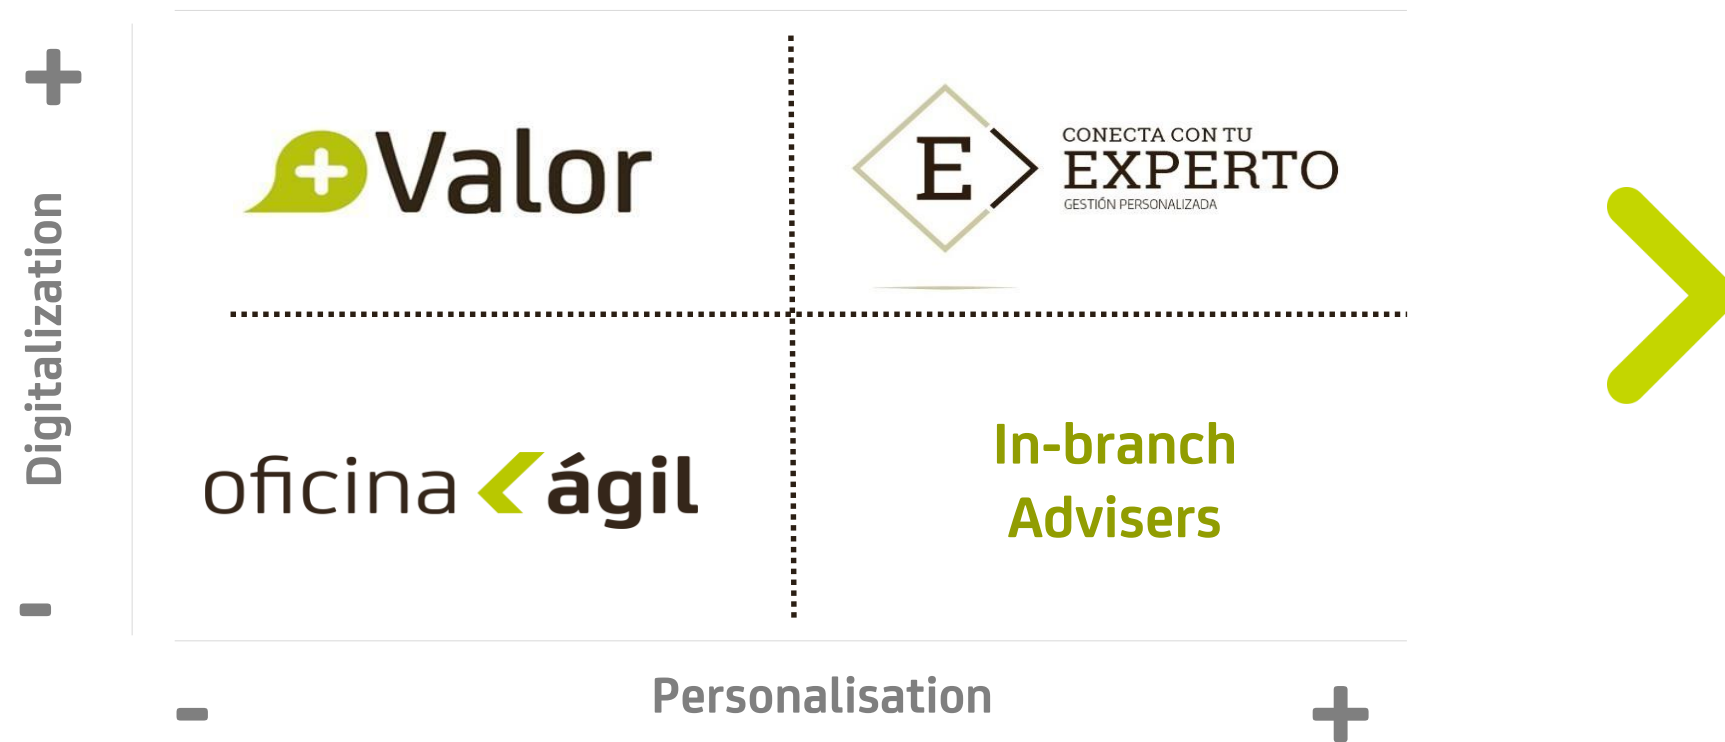 +
Digitalization
-
+Valor
E
CONECTA CON TU
EXPERTO
GESTIÓN PERSONALIZADA
oficina ágil
In-branch
Advisers
-
Personalisation
+